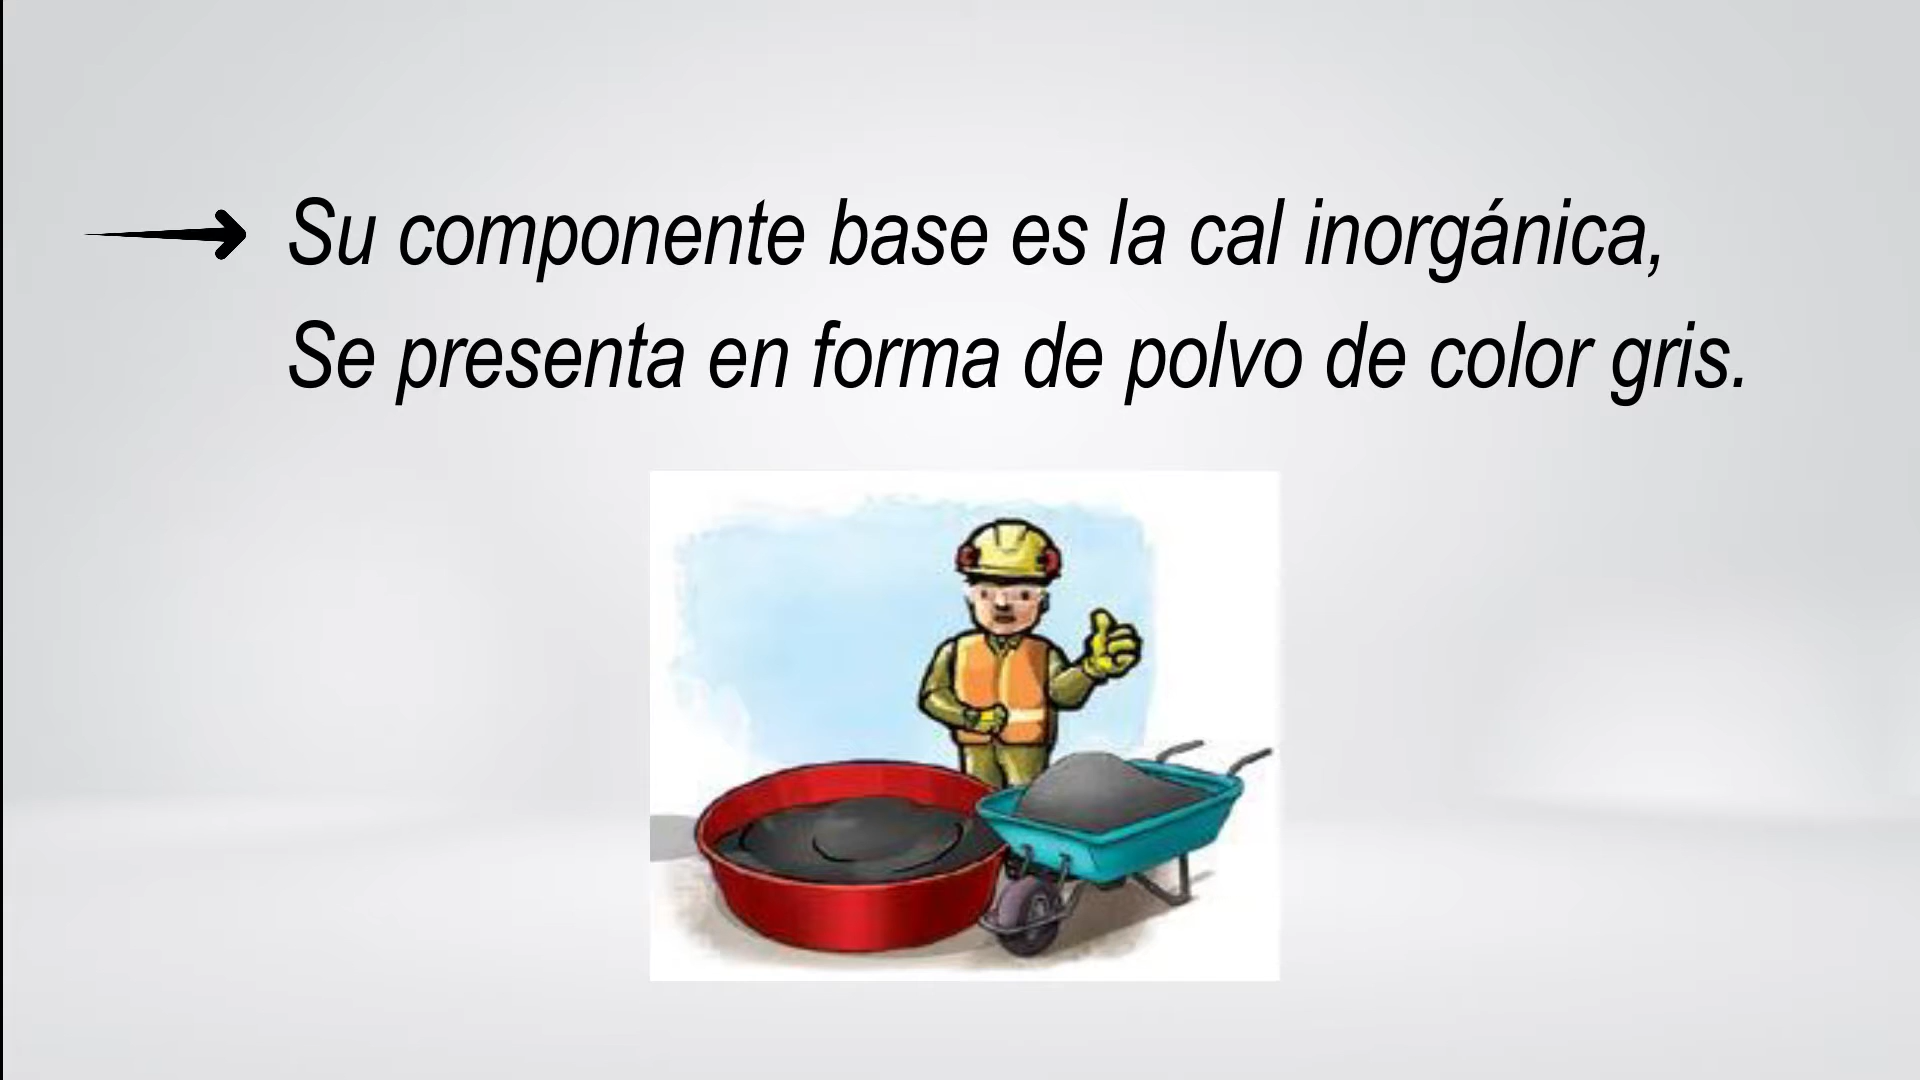 Su componente base es la cal inorgánica,
Se presenta en forma de polvo de color gris.